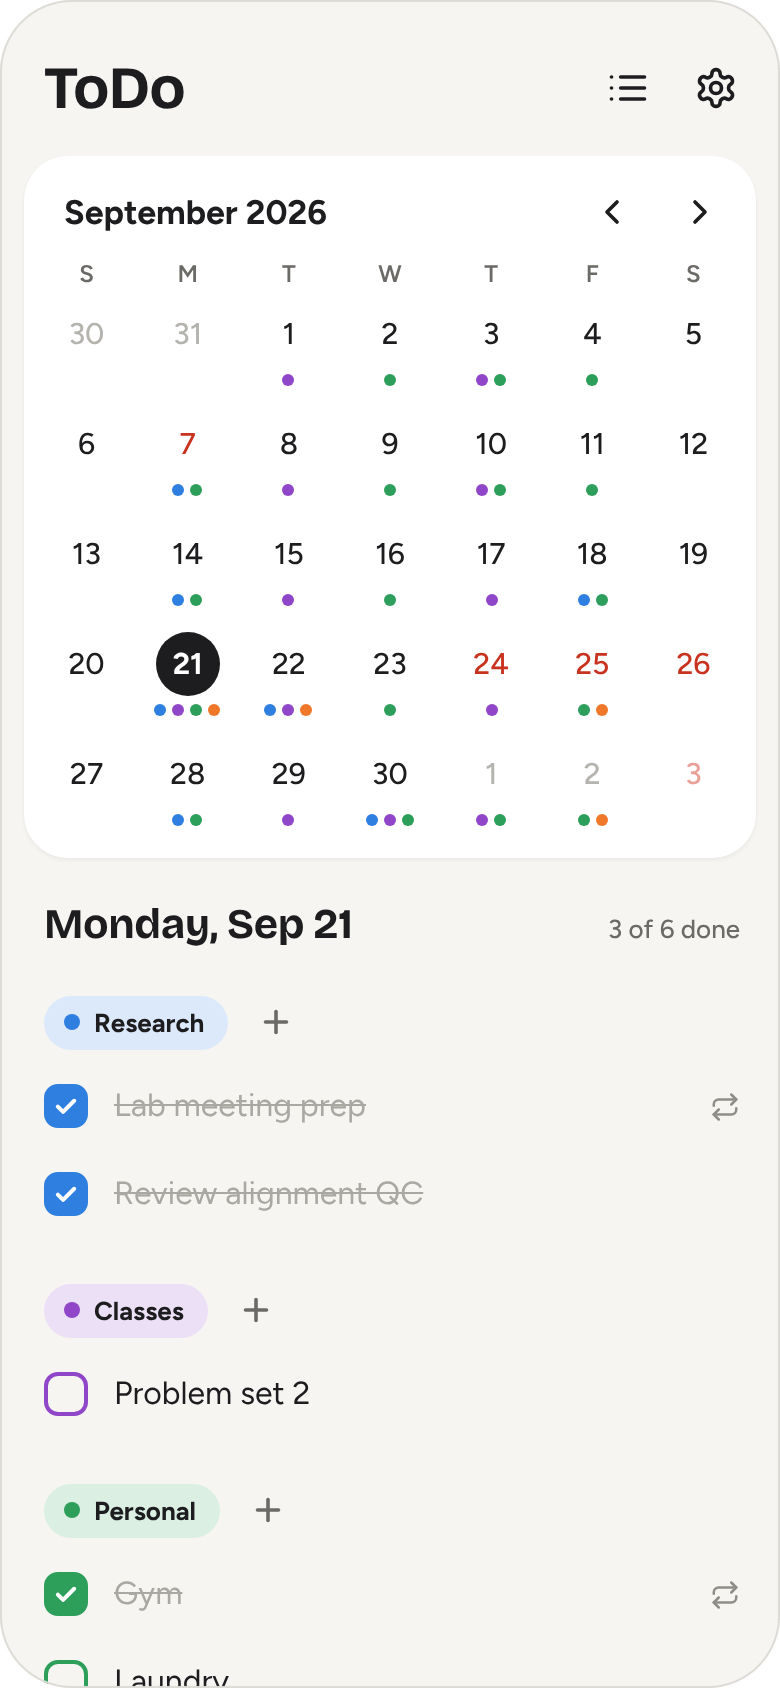 ToDo
September 2026
S M T W T F S
30 31 1 2 3 4 5
6 7 8 9 10 11 12
13 14 15 16 17 18 19
20 21 22 23 24 25 26
27 28 29 30 1 2 3
Monday, Sep 21
3 of 6 done
Research
Lab meeting prep
Review alignment QC
Classes
Problem set 2
Personal
Gym
Laundry